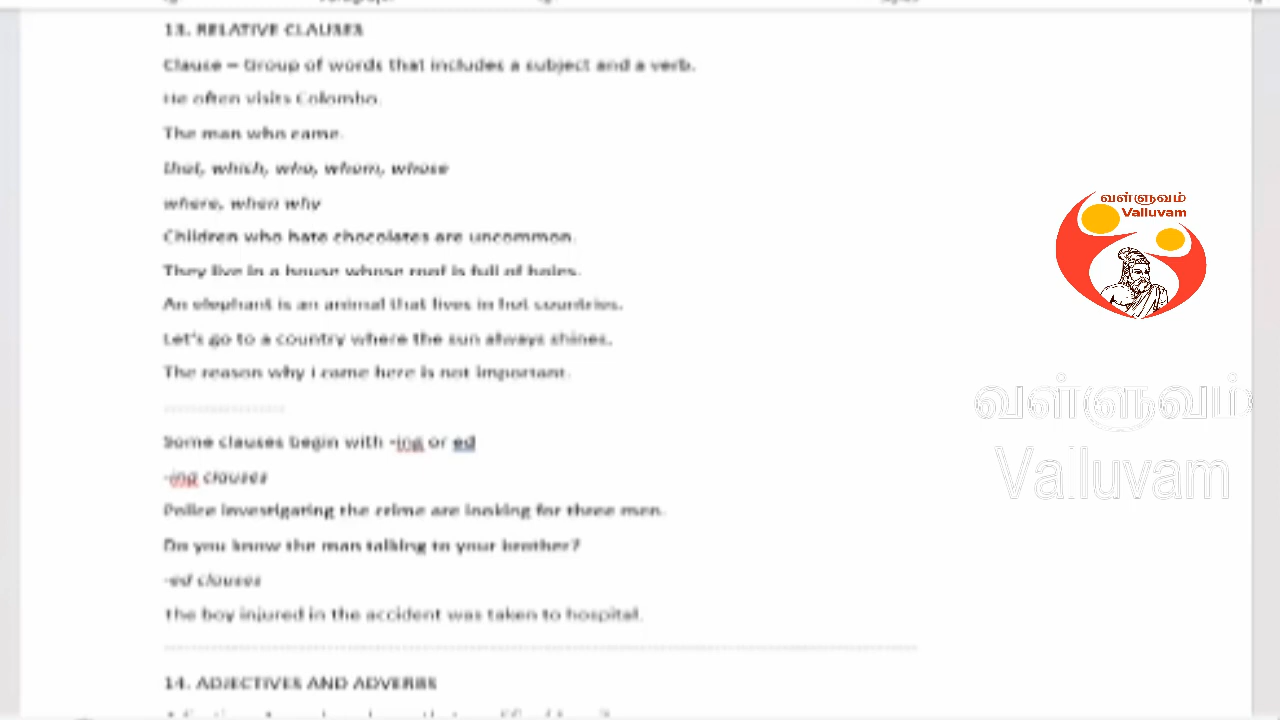 13. RELATIVE CLAUSES
Clause – Group of words that includes a subject and a verb.
He often visits Colombo.
The man who came.
that, which, who, whom, whose
where, when why
Children who hate chocolates are uncommon.
They live in a house whose roof is full of holes.
An elephant is an animal that lives in hot countries.
Let's go to a country where the sun always shines.
The reason why I came here is not important.
Some clauses begin with -ing or ed
-ing clauses
Police investigating the crime are looking for three men.
Do you know the man talking to your brother?
-ed clauses
The boy injured in the accident was taken to hospital.
14. ADJECTIVES AND ADVERBS
வள்ளுவம்
Valluvam
வள்ளுவம்
Valluvam